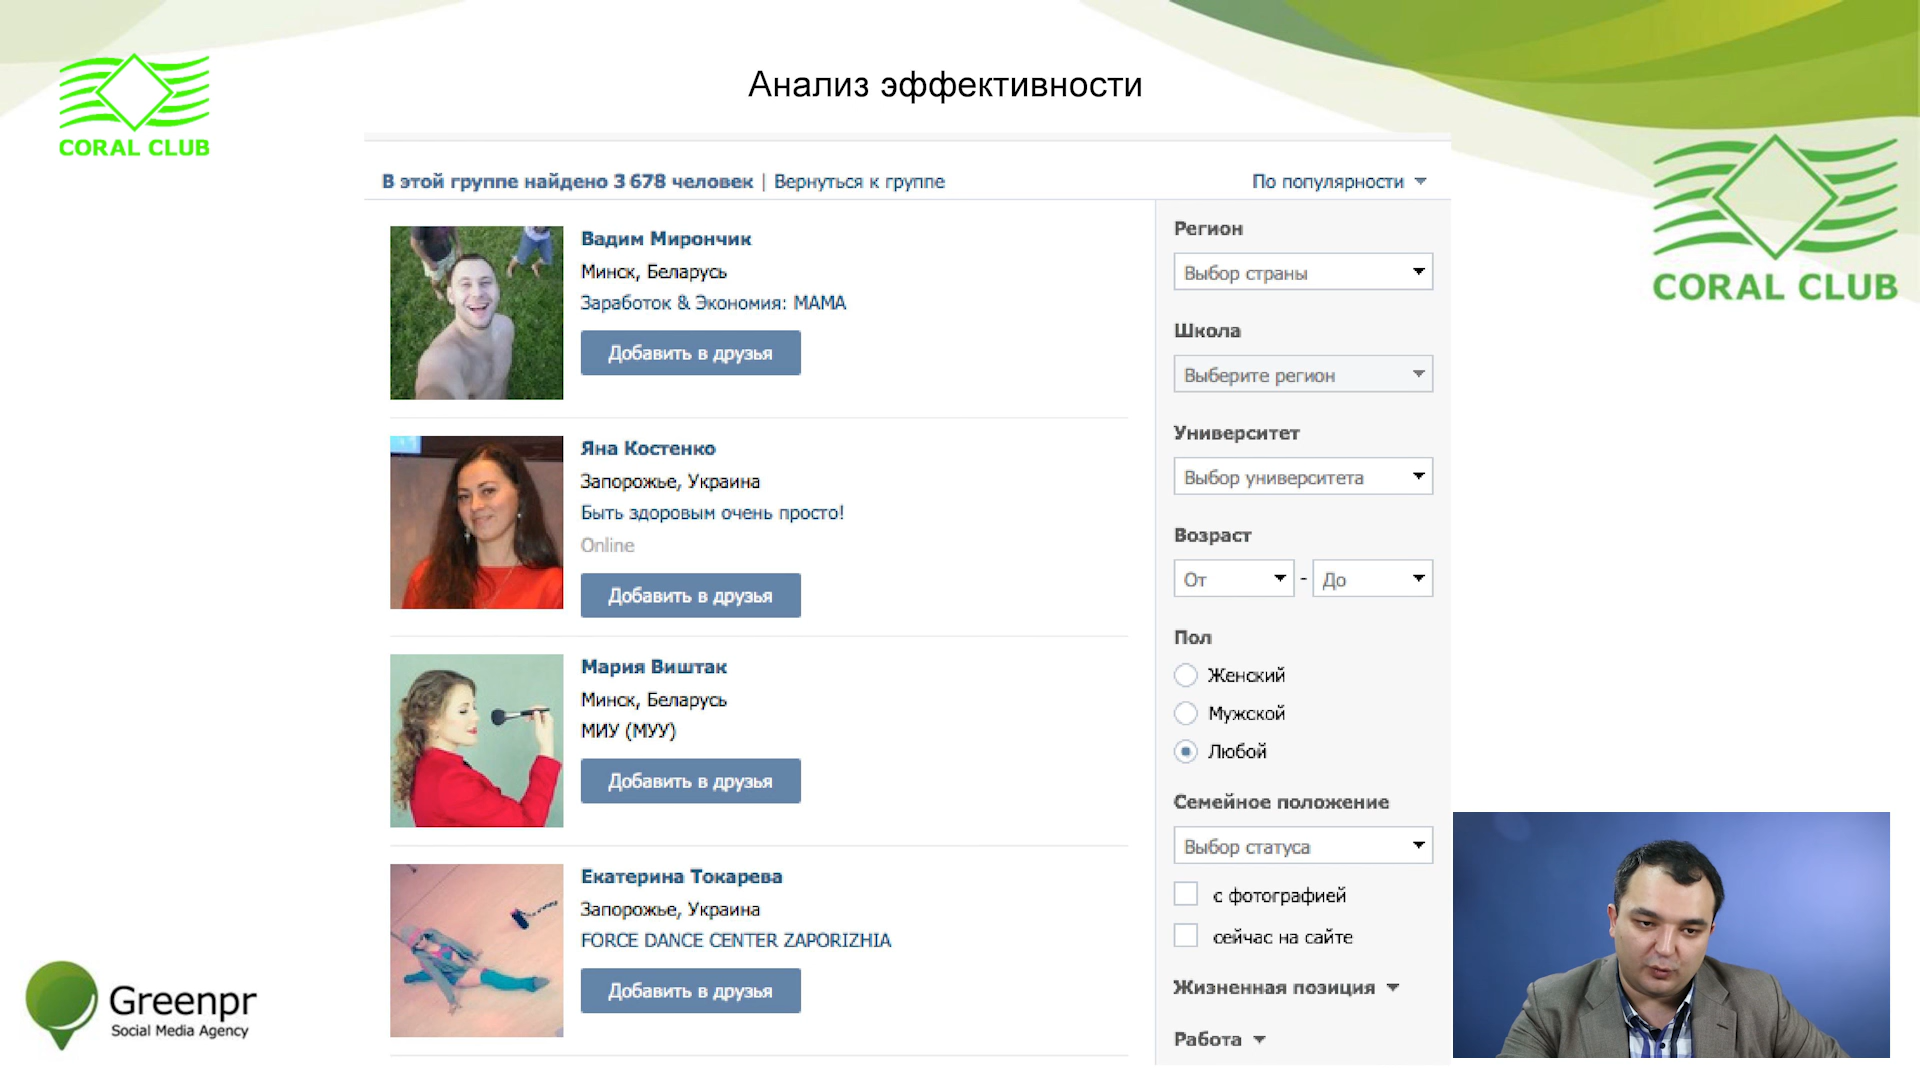 Анализ эффективности
CORAL CLUB
CORAL CLUB
В этой группе найдено 3 678 человек | Вернуться к группе
По популярности
Вадим Мирончик
Минск, Беларусь
Заработок & Экономия: МАМА
Добавить в друзья
Яна Костенко
Запорожье, Украина
Быть здоровым очень просто!
Online
Добавить в друзья
Мария Виштак
Минск, Беларусь
МИУ (МУУ)
Добавить в друзья
Екатерина Токарева
Запорожье, Украина
FORCE DANCE CENTER ZAPORIZHIA
Добавить в друзья
Регион
Выбор страны
Школа
Выберите регион
Университет
Выбор университета
Возраст
От - До
Пол
Женский
Мужской
Любой
Семейное положение
Выбор статуса
с фотографией
сейчас на сайте
Жизненная позиция
Работа
Greenpr
Social Media Agency